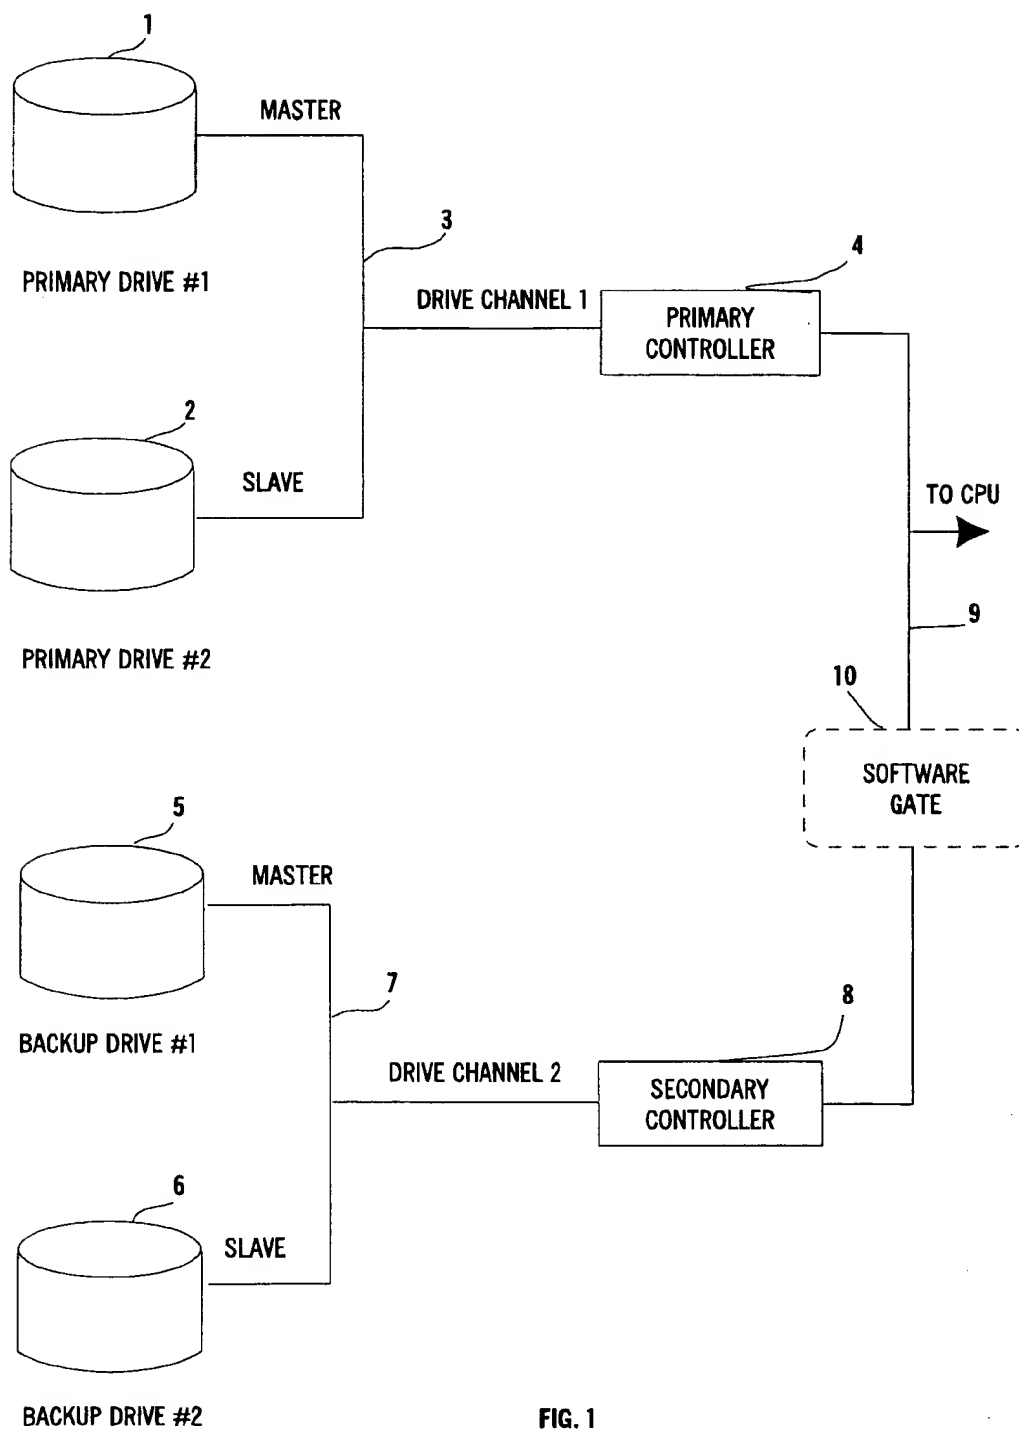 1
MASTER
3
4
PRIMARY DRIVE #1
DRIVE CHANNEL 1
PRIMARY
CONTROLLER
2
SLAVE
TO CPU
9
PRIMARY DRIVE #2
10
SOFTWARE
GATE
5
MASTER
7
8
BACKUP DRIVE #1
DRIVE CHANNEL 2
SECONDARY
CONTROLLER
6
SLAVE
BACKUP DRIVE #2
FIG. 1